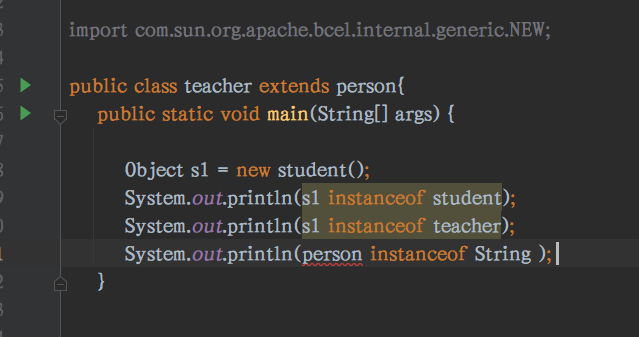 import com.sun.org.apache.bcel.internal.generic.NEW;
public class teacher extends person{
public static void main(String[] args) {
Object s1 = new student();
System.out.println(s1 instanceof student);
System.out.println(s1 instanceof teacher);
System.out.println(person instanceof String );
}